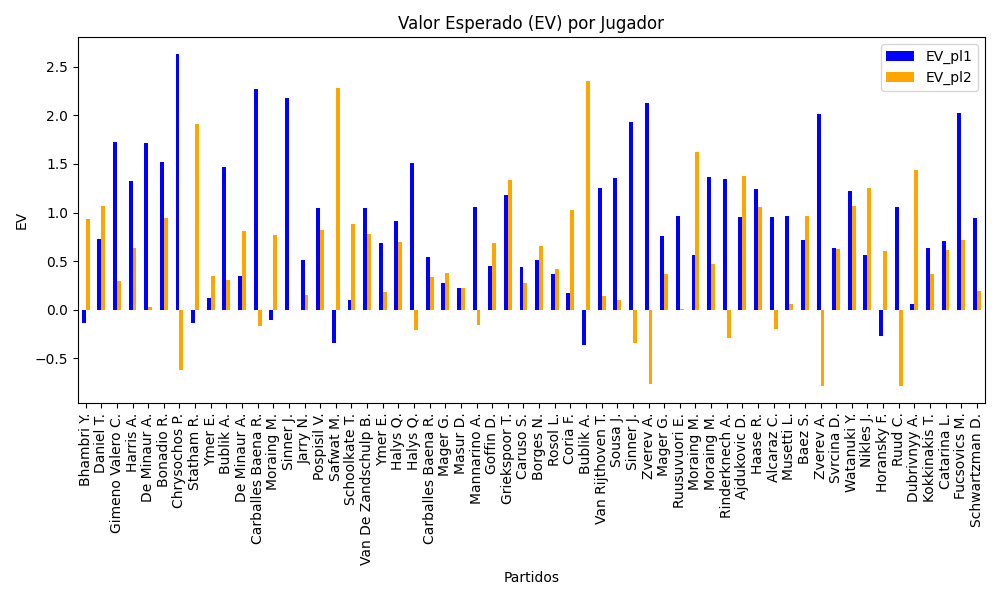 Valor Esperado (EV) por Jugador
EV_pl1
EV_pl2
EV
2.5
2.0
1.5
1.0
0.5
0.0
−0.5
Bhambri Y.
Daniel T.
Gimeno Valero C.
Harris A.
De Minaur A.
Bonadio R.
Chrysochos P.
Statham R.
Ymer E.
Bublik A.
De Minaur A.
Carballes Baena R.
Moraing M.
Sinner J.
Jarry N.
Pospisil V.
Safwat M.
Schoolkate T.
Van De Zandschulp B.
Ymer E.
Halys Q.
Halys Q.
Carballes Baena R.
Mager G.
Masur D.
Mannarino A.
Goffin D.
Griekspoor T.
Caruso S.
Borges N.
Rosol L.
Coria F.
Bublik A.
Van Rijthoven T.
Sousa J.
Sinner J.
Zverev A.
Mager G.
Ruusuvuori E.
Moraing M.
Moraing M.
Rinderknech A.
Ajdukovic D.
Haase R.
Alcaraz C.
Musetti L.
Baez S.
Zverev A.
Svrcina D.
Watanuki Y.
Nikles J.
Horansky F.
Ruud C.
Dubrivnyy A.
Kokkinakis T.
Catarina L.
Fucsovics M.
Schwartzman D.
Partidos